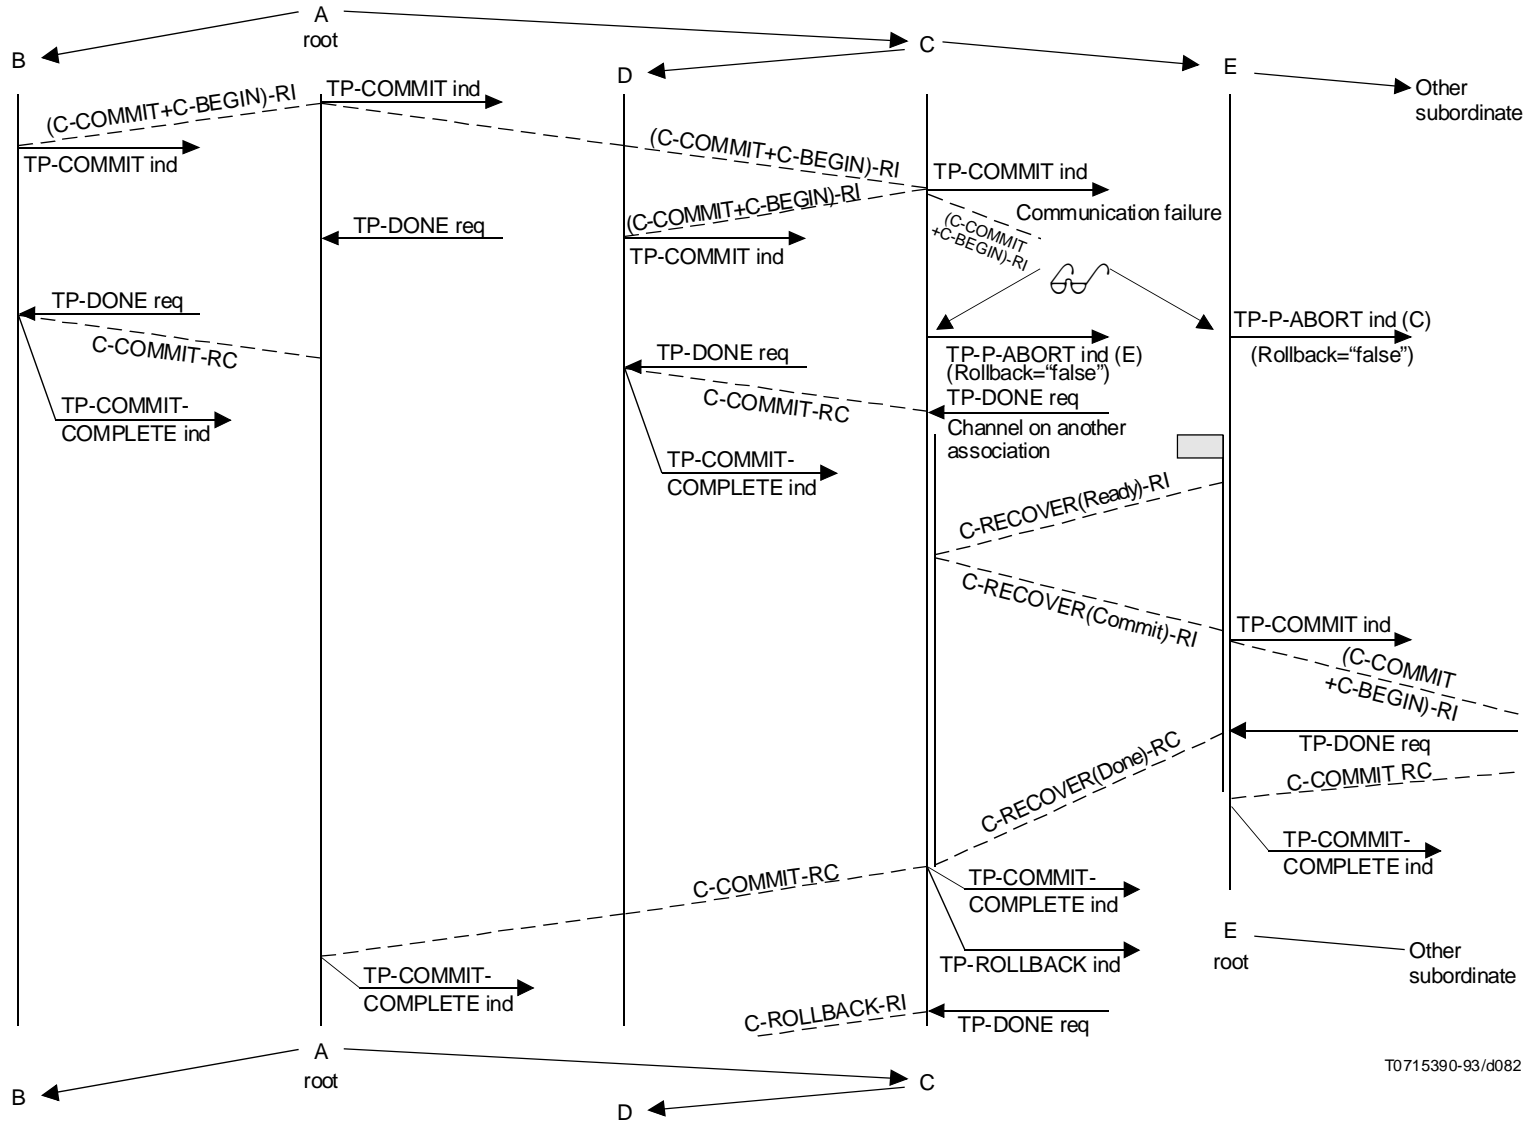 A
root
B
C
D
E
Other
subordinate
(C-COMMIT+C-BEGIN)-RI
TP-COMMIT ind
TP-COMMIT ind
(C-COMMIT+C-BEGIN)-RI
TP-COMMIT ind
(C-COMMIT+C-BEGIN)-RI
Communication failure
(C-COMMIT
+C-BEGIN)-RI
TP-DONE req
TP-COMMIT ind
TP-DONE req
C-COMMIT-RC
TP-P-ABORT ind (C)
(Rollback=“false”)
TP-DONE req
TP-P-ABORT ind (E)
(Rollback=“false”)
TP-COMMIT-
COMPLETE ind
C-COMMIT-RC
TP-DONE req
Channel on another
association
TP-COMMIT-
COMPLETE ind
C-RECOVER(Ready)-RI
C-RECOVER(Commit)-RI
TP-COMMIT ind
(C-COMMIT
+C-BEGIN)-RI
TP-DONE req
C-RECOVER(Done)-RC
C-COMMIT RC
TP-COMMIT-
COMPLETE ind
C-COMMIT-RC
TP-COMMIT-
COMPLETE ind
TP-ROLLBACK ind
E
root
Other
subordinate
TP-COMMIT-
COMPLETE ind
C-ROLLBACK-RI
TP-DONE req
A
root
B
C
D
T0715390-93/d082